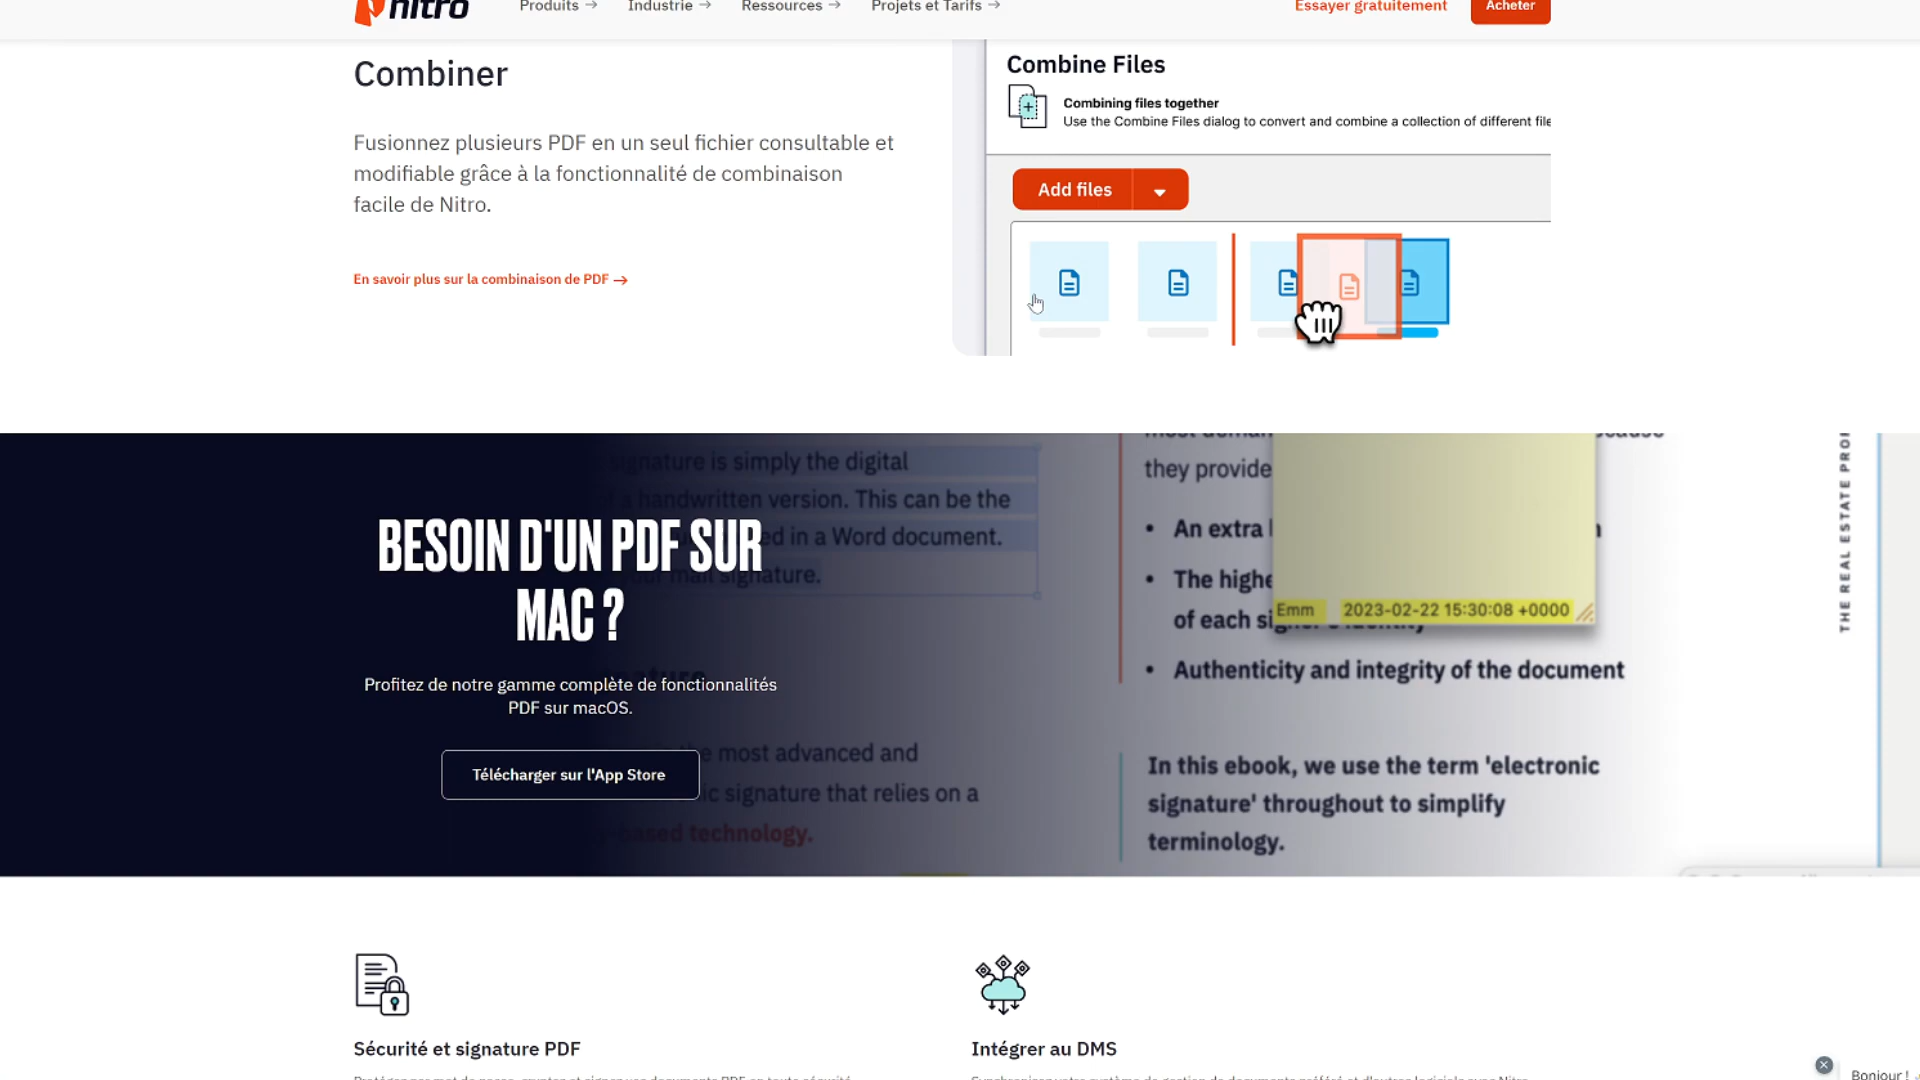 nitro
Produits →
Industrie →
Ressources →
Projets et Tarifs →
Essayer gratuitement
Acheter
Combiner
Fusionnez plusieurs PDF en un seul fichier consultable et
modifiable grâce à la fonctionnalité de combinaison
facile de Nitro.
En savoir plus sur la combinaison de PDF →
Combine Files
Combining files together
Use the Combine Files dialog to convert and combine a collection of different file
Add files
BESOIN D'UN PDF SUR
MAC ?
Profitez de notre gamme complète de fonctionnalités
PDF sur macOS.
Télécharger sur l'App Store
signature is simply the digital
a handwritten version. This can be the
ed in a Word document.
your mail signature.
the most advanced and
ic signature that relies on a
-based technology.
they provide
• An extra
• The highe
of each
• Authenticity and integrity of the document
Emm 2023-02-22 15:30:08 +0000
In this ebook, we use the term 'electronic
signature' throughout to simplify
terminology.
THE REAL ESTATE PRO
Sécurité et signature PDF
Intégrer au DMS
Bonjour !